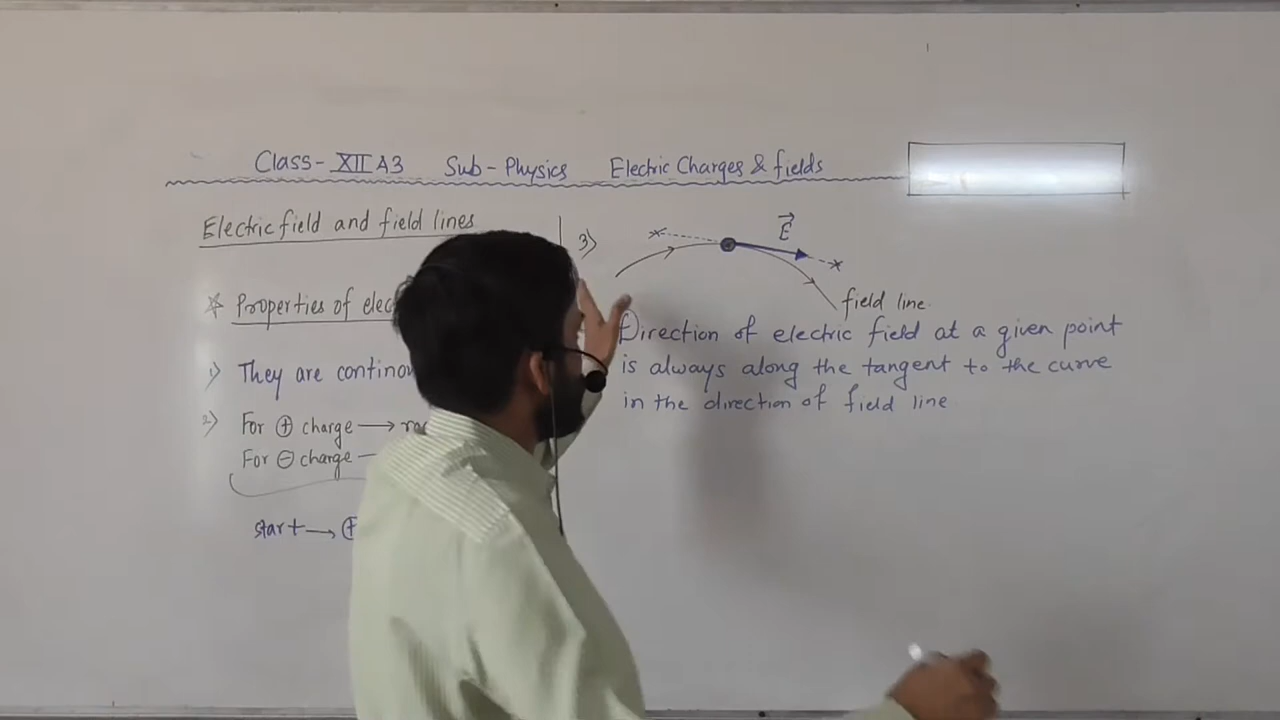 Class- XII A3 Sub - Physics Electric Charges & fields
Electric field and field lines
* Properties of
1) They are
2) For ⊕ charge →
For ⊖ charge -
start → ⊕
3)
E
field line.
Direction of electric field at a given point
is always along the tangent to the curve
in the direction of field line